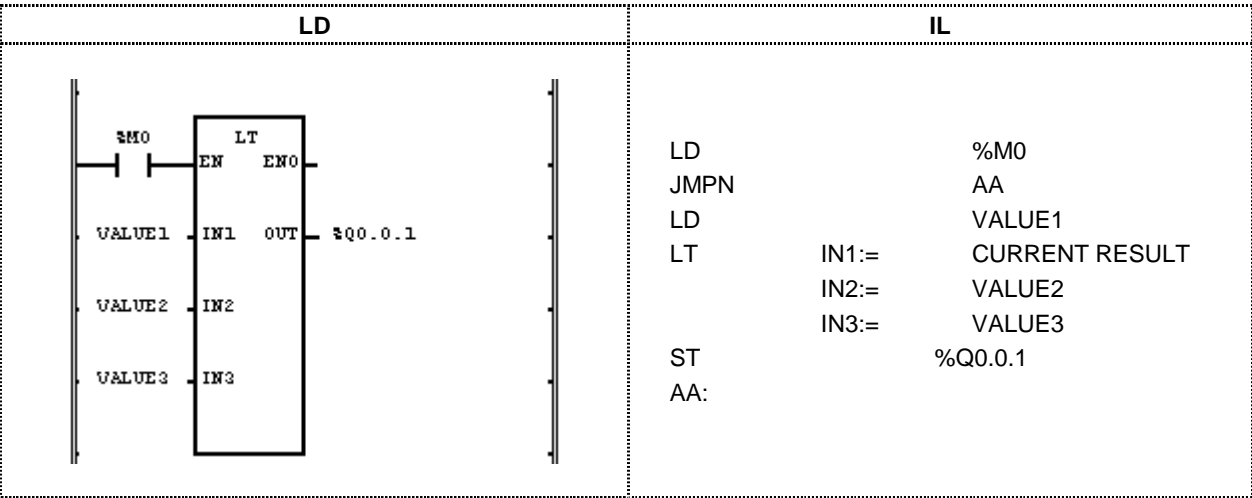 LD
IL
%M0
LT
EN ENO
VALUE1 IN1 OUT %Q0.0.1
VALUE2 IN2
VALUE3 IN3
LD %M0
JMPN AA
LD VALUE1
LT IN1:= CURRENT RESULT
IN2:= VALUE2
IN3:= VALUE3
ST %Q0.0.1
AA: